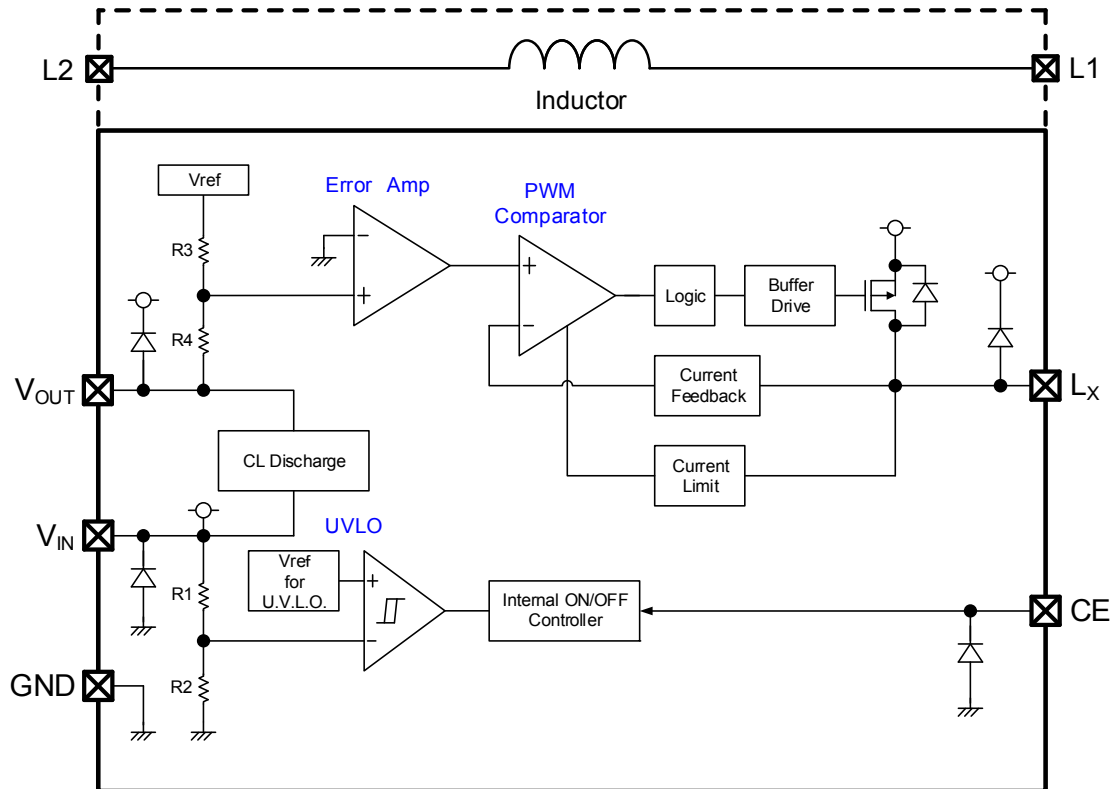 L2
L1
Inductor
Vref
Error Amp
PWM
Comparator
R3
−
+
+
−
Logic
Buffer
Drive
R4
VOUT
Current
Feedback
LX
CL Discharge
Current
Limit
VIN
UVLO
R1
Vref
for
U.V.L.O.
+
−
Internal ON/OFF
Controller
CE
GND
R2